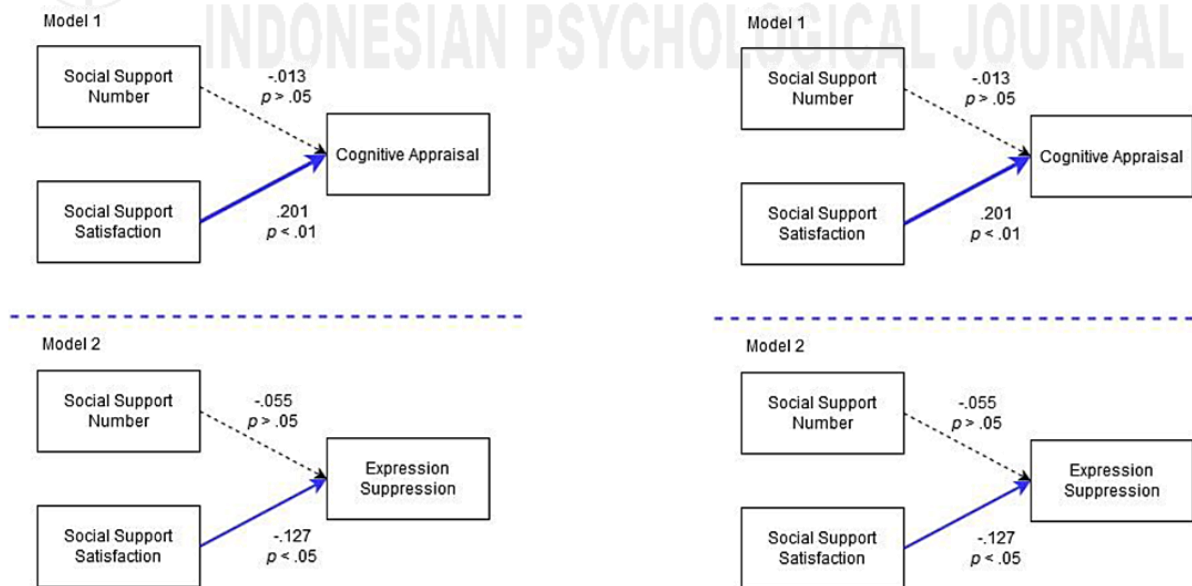 INDONESIAN PSYCHOLOGICAL JOURNAL
Model 1
Social Support
Number
-.013
p > .05
Cognitive Appraisal
Social Support
Satisfaction
.201
p < .01
Model 2
Social Support
Number
-.055
p > .05
Expression
Suppression
Social Support
Satisfaction
-.127
p < .05
Model 1
Social Support
Number
-.013
p > .05
Cognitive Appraisal
Social Support
Satisfaction
.201
p < .01
Model 2
Social Support
Number
-.055
p > .05
Expression
Suppression
Social Support
Satisfaction
-.127
p < .05